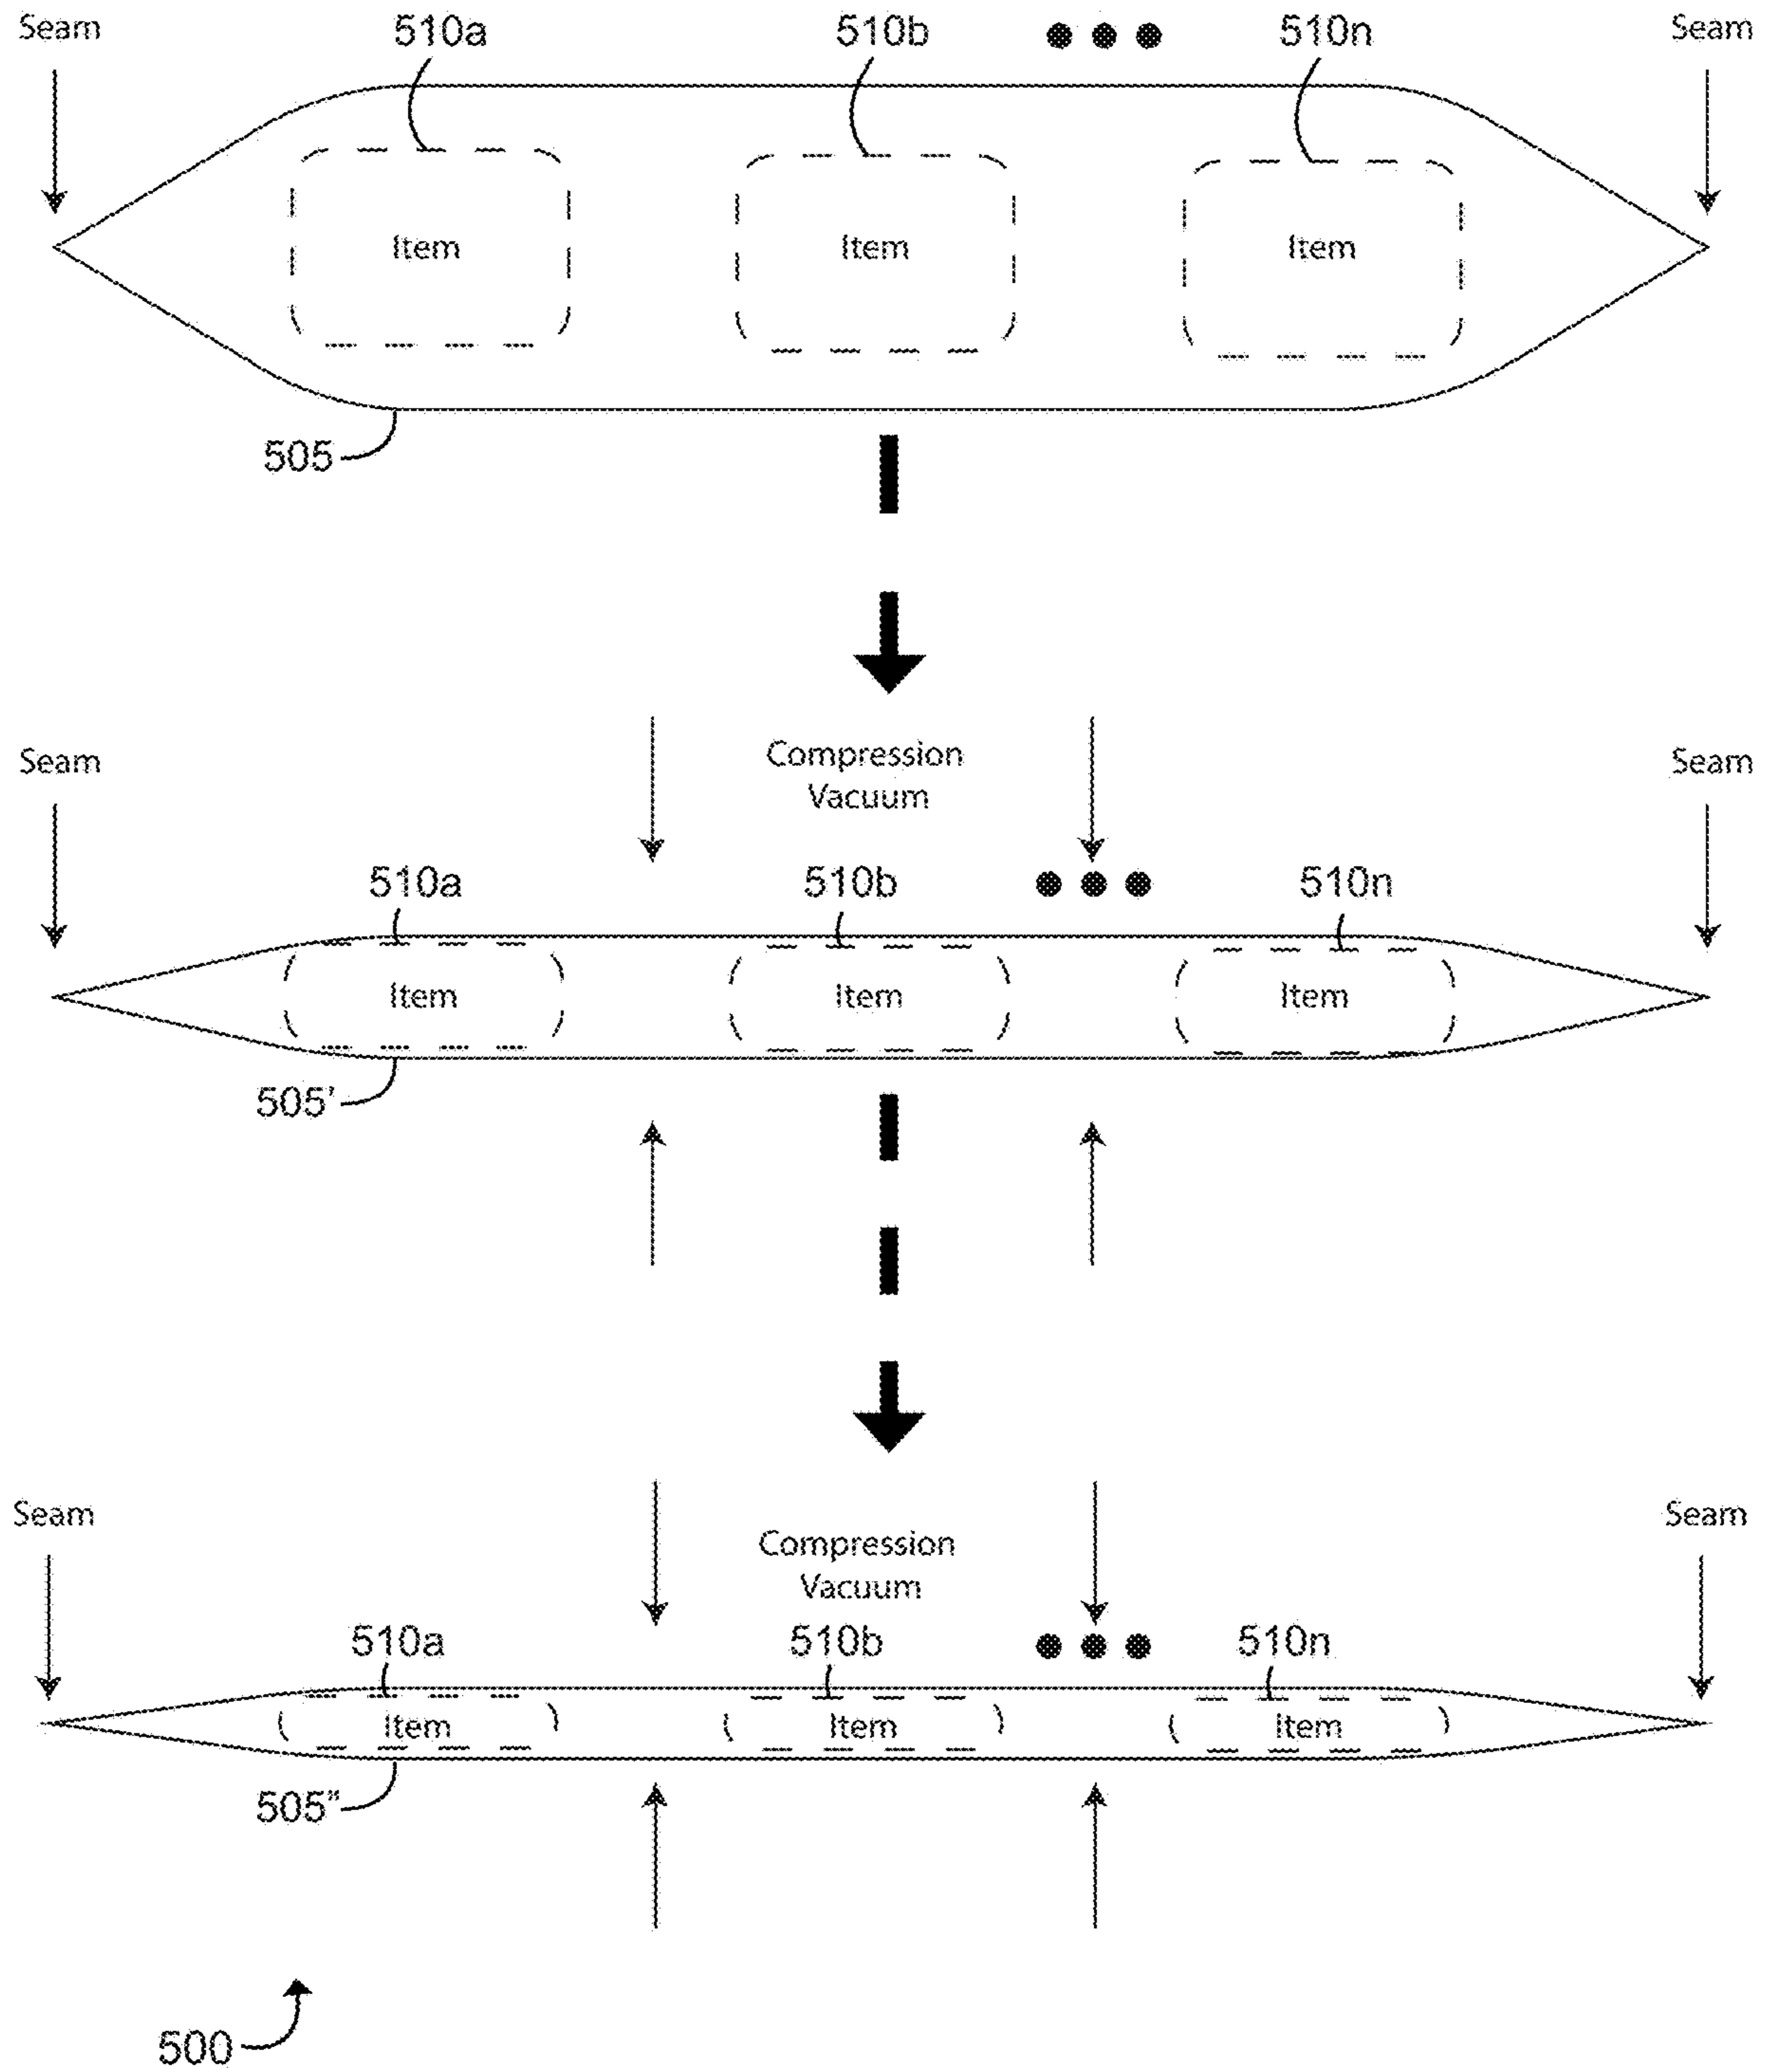 Seam 510a 510b ●●● 510n Seam
Item Item Item
505
Compression
Vacuum
Seam Seam
510a 510b ●●● 510n
Item Item Item
505'
Seam Seam
Compression
Vacuum
510a 510b ●●● 510n
Item Item Item
505"
500